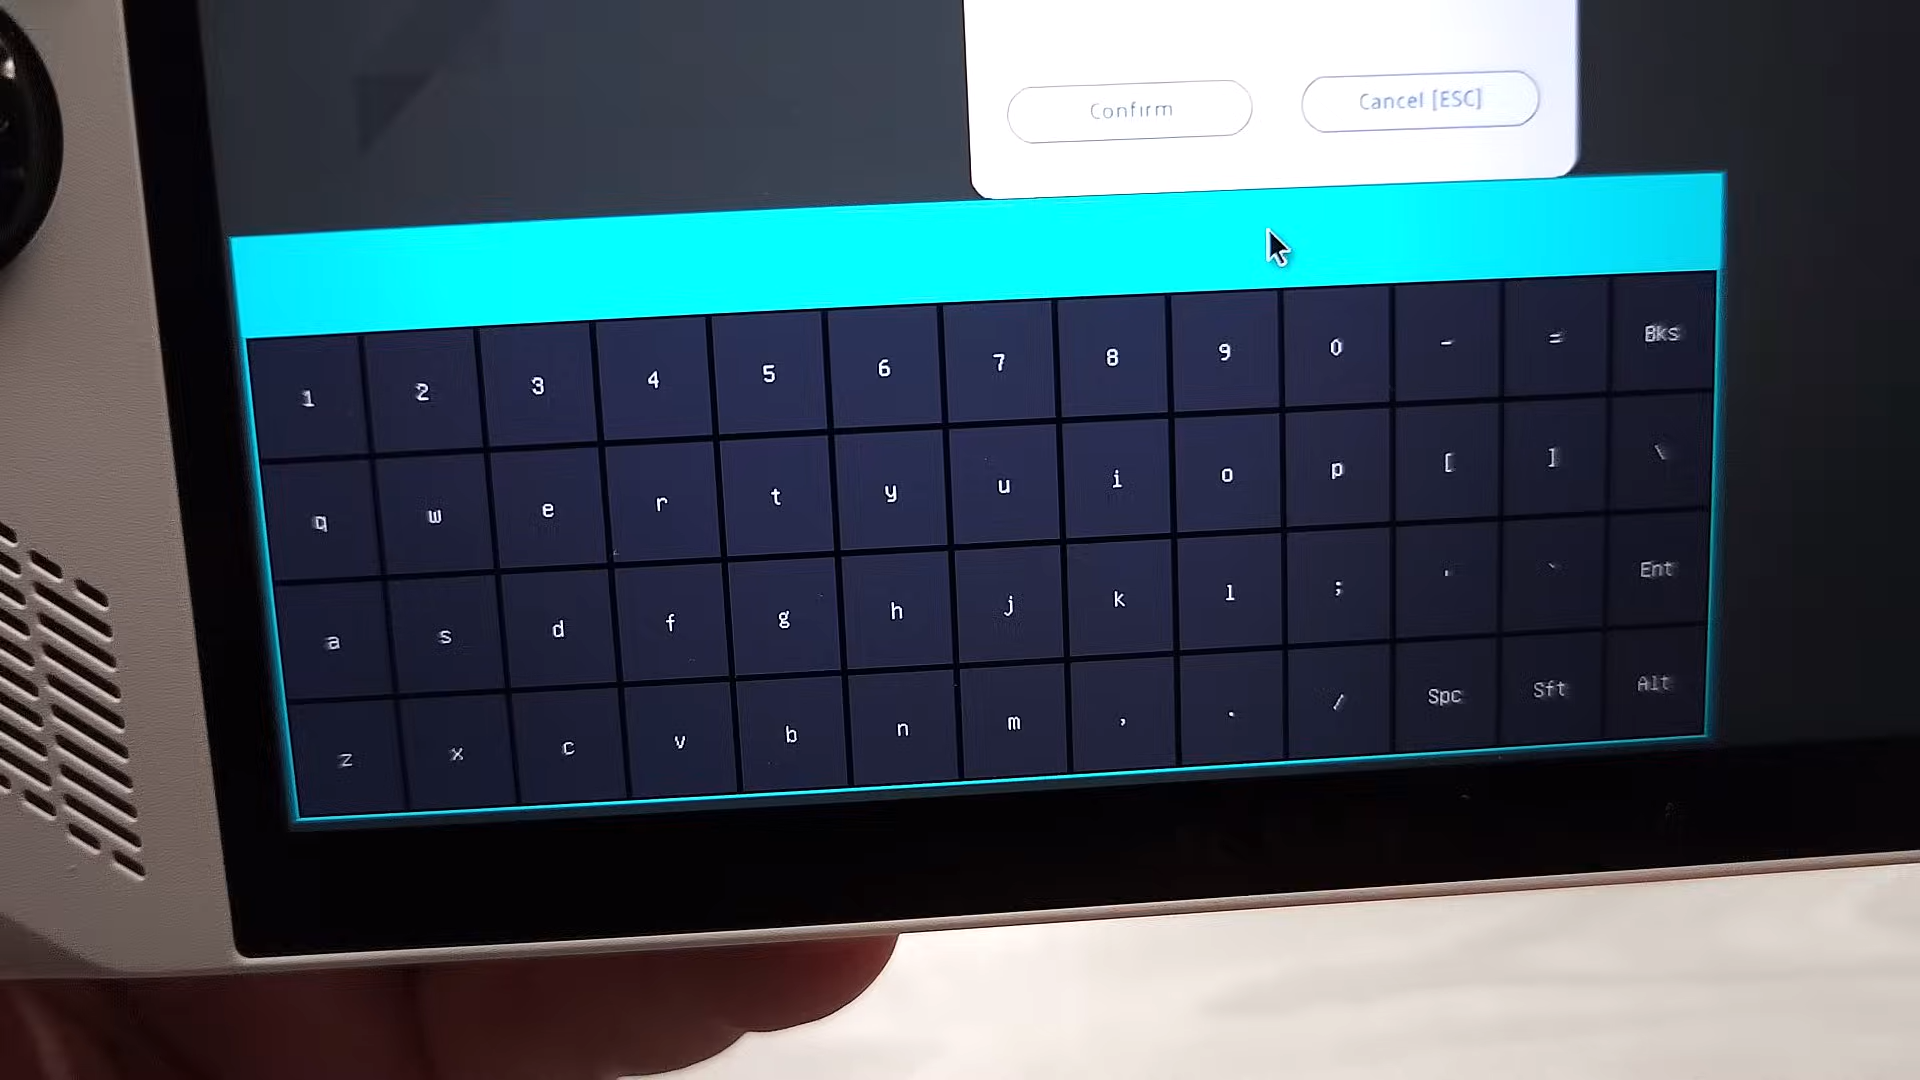 Confirm Cancel [ESC]
1 2 3 4 5 6 7 8 9 0 - = Bks
q w e r t y u i o p [ ] \
a s d f g h j k l ; ' ` Ent
z x c v b n m , . / Spc Sft Alt